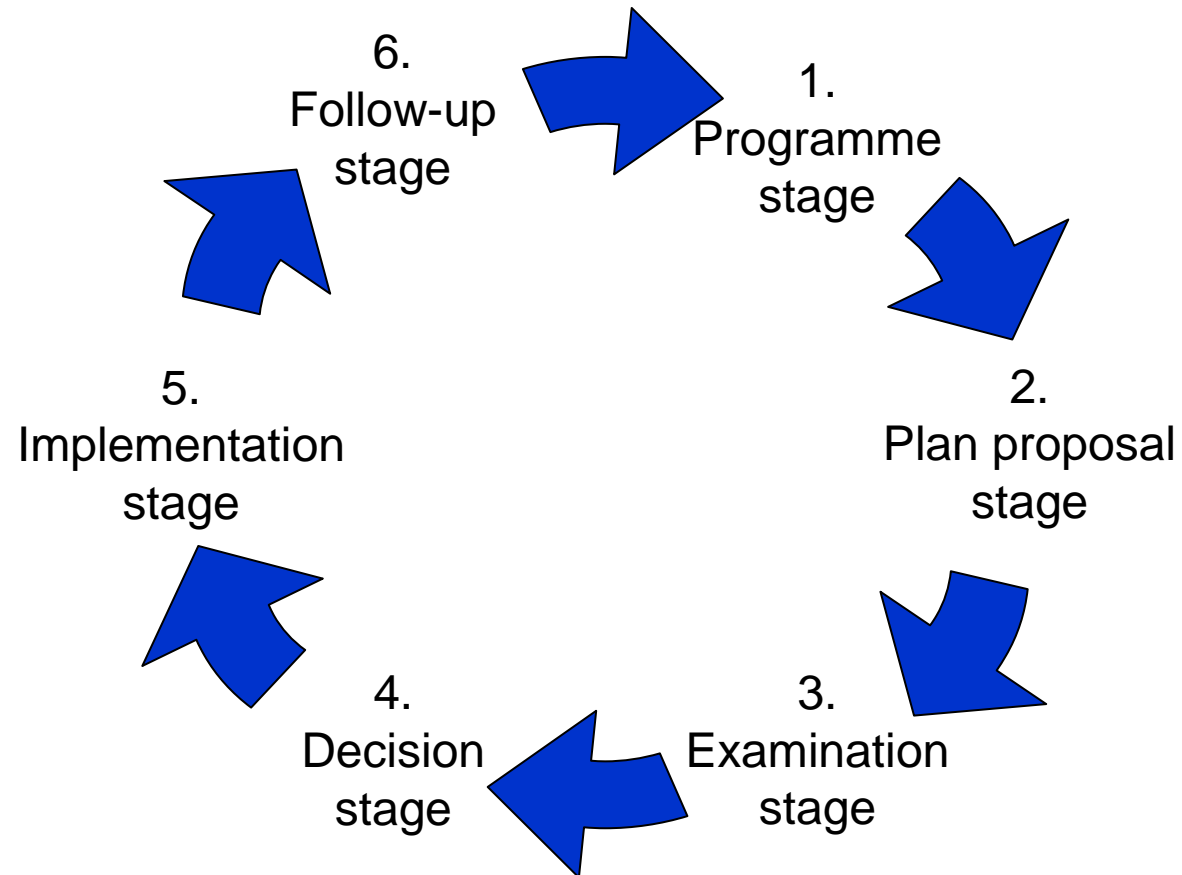 1.
Programme
stage
2.
Plan proposal
stage
3.
Examination
stage
4.
Decision
stage
5.
Implementation
stage
6.
Follow-up
stage